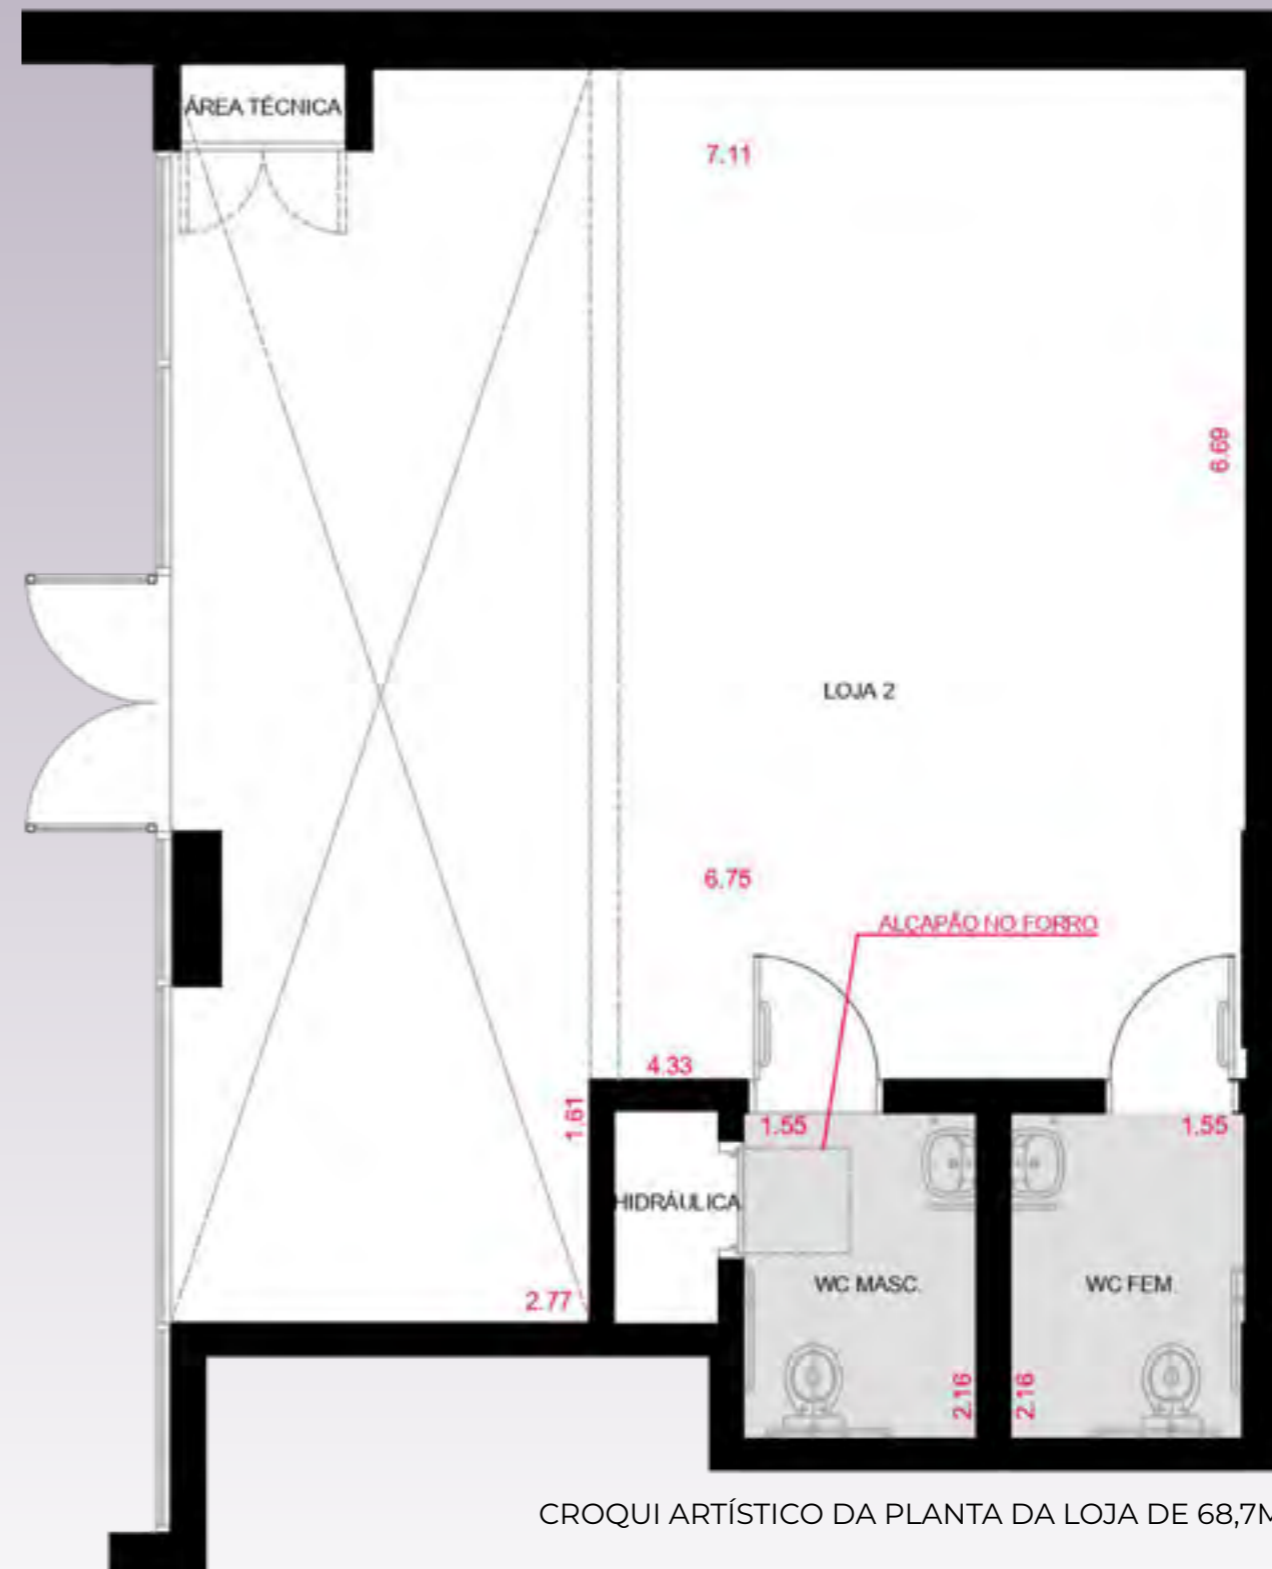 ÁREA TÉCNICA
7.11
6.69
LOJA 2
6.75
ALÇAPÃO NO FORRO
4.33
1.61
1.55
1.55
HIDRÁULICA
WC MASC.
WC FEM.
2.77
2.16
2.16
CROQUI ARTÍSTICO DA PLANTA DA LOJA DE 68,7M